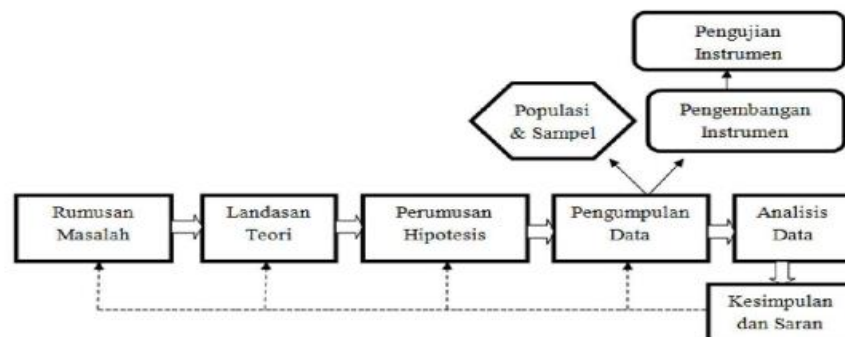 Pengujian
Instrumen
Populasi
& Sampel
Pengembangan
Instrumen
Rumusan
Masalah
Landasan
Teori
Perumusan
Hipotesis
Pengumpulan
Data
Analisis
Data
Kesimpulan
dan Saran